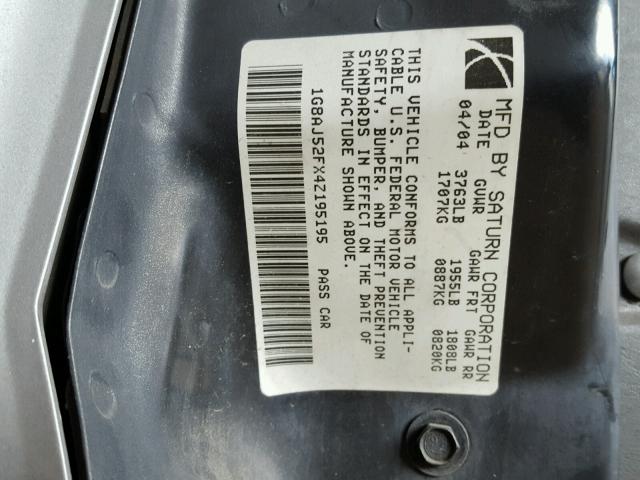 MFD BY SATURN CORPORATION
DATE GVWR GAWR FRT GAWR RR
04/04 3763LB 1955LB 1808LB
1707KG 0887KG 0820KG
THIS VEHICLE CONFORMS TO ALL APPLI-
CABLE U.S. FEDERAL MOTOR VEHICLE
SAFETY, BUMPER, AND THEFT PREVENTION
STANDARDS IN EFFECT ON THE DATE OF
MANUFACTURE SHOWN ABOVE.
1G8AJ52FX4Z195195 PASS CAR